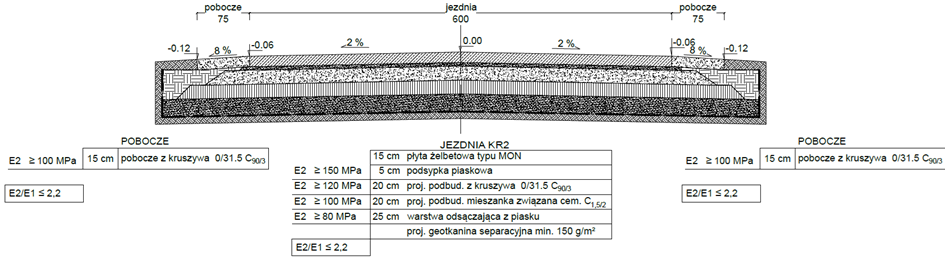 pobocze jezdnia pobocze
75 600 75
-0.12 8 % -0.06 2 % 0.00 2 % -0.06 8 % -0.12
POBOCZE
E2 ≥ 100 MPa 15 cm pobocze z kruszywa 0/31.5 C90/3
E2/E1 ≤ 2,2
JEZDNIA KR2
15 cm płyta żelbetowa typu MON
E2 ≥ 150 MPa 5 cm podsypka piaskowa
E2 ≥ 120 MPa 20 cm proj. podbud. z kruszywa 0/31.5 C90/3
E2 ≥ 100 MPa 20 cm proj. podbud. mieszanka związana cem. C1,5/2
E2 ≥ 80 MPa 25 cm warstwa odsączająca z piasku
proj. geotkanina separacyjna min. 150 g/m²
E2/E1 ≤ 2,2
POBOCZE
E2 ≥ 100 MPa 15 cm pobocze z kruszywa 0/31.5 C90/3
E2/E1 ≤ 2,2